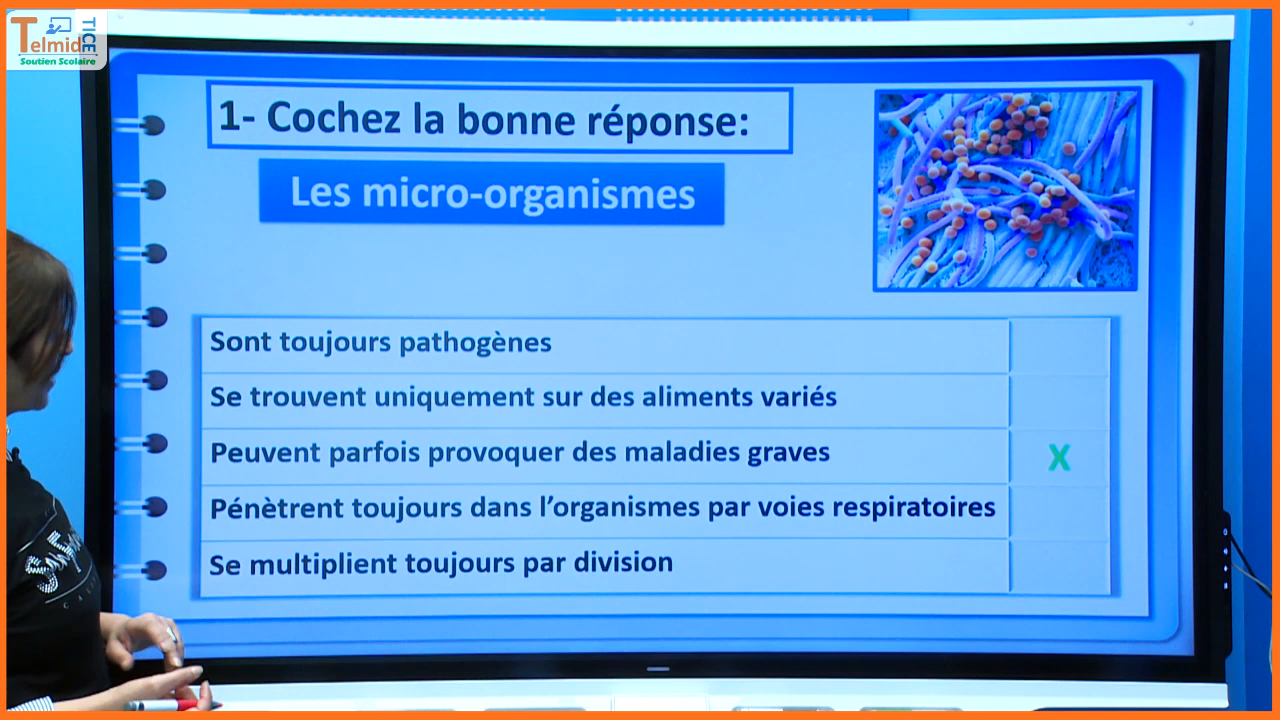 Telmid
TICE
Soutien Scolaire
1- Cochez la bonne réponse:
Les micro-organismes
Sont toujours pathogènes
Se trouvent uniquement sur des aliments variés
Peuvent parfois provoquer des maladies graves
X
Pénètrent toujours dans l’organismes par voies respiratoires
Se multiplient toujours par division